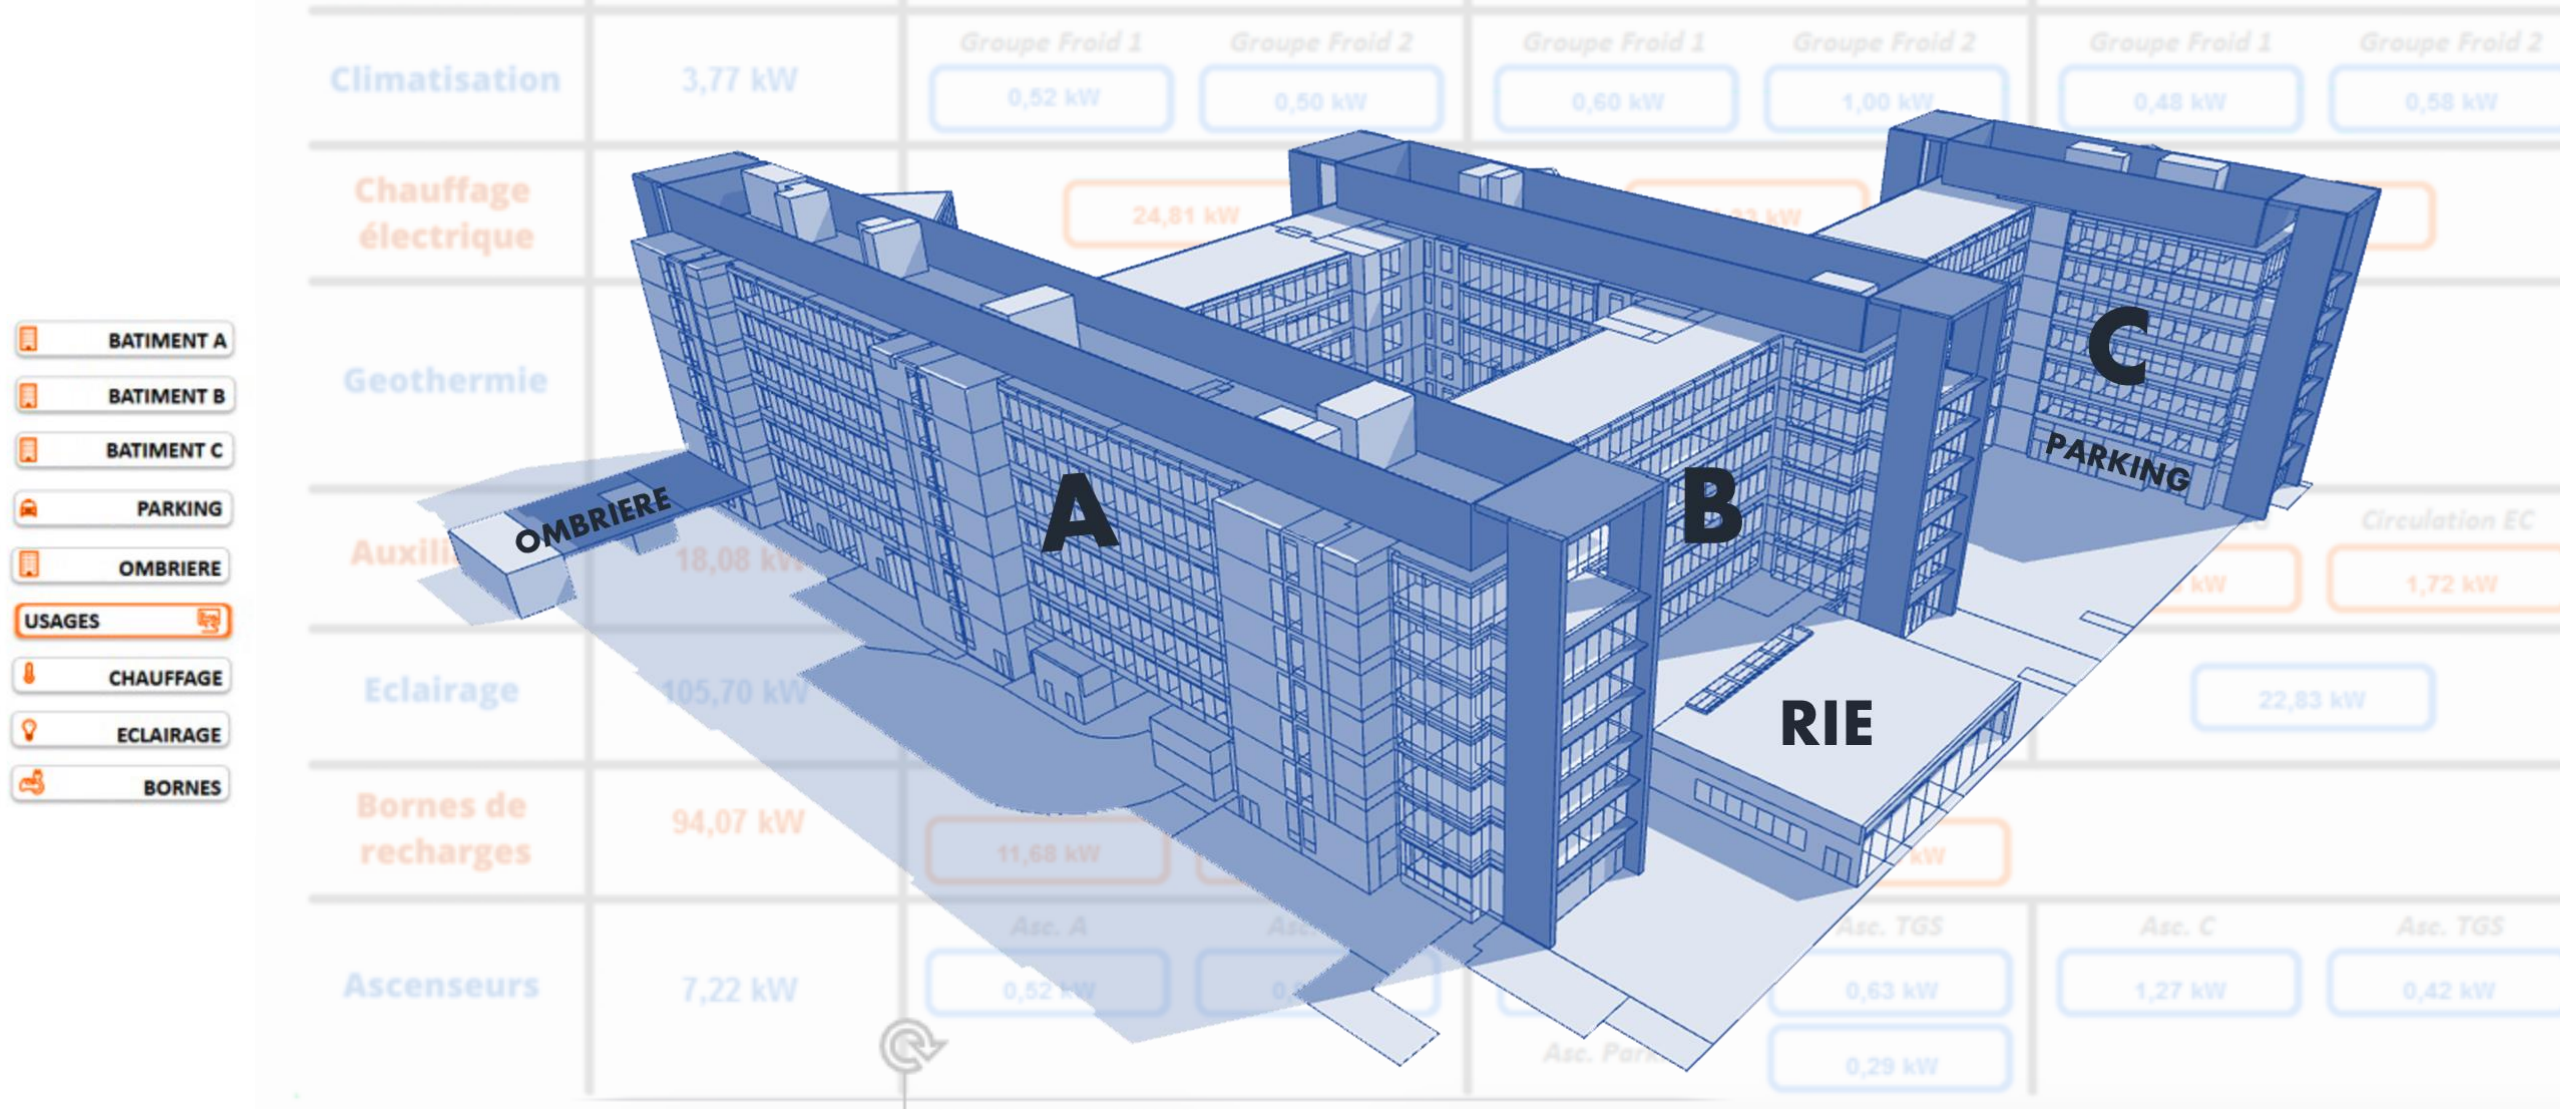 Groupe Froid 1
Groupe Froid 2
Groupe Froid 1
Groupe Froid 2
Groupe Froid 1
Groupe Froid 2
Climatisation
3,77 kW
0,52 kW
0,50 kW
0,60 kW
1,00 kW
0,48 kW
0,58 kW
Chauffage
électrique
24,81 kW
kW
BATIMENT A
BATIMENT B
BATIMENT C
PARKING
OMBRIERE
USAGES
CHAUFFAGE
ECLAIRAGE
BORNES
Geothermie
A
B
C
PARKING
OMBRIERE
RIE
18,08 kW
Circulation EC
kW
1,72 kW
Eclairage
105,70 kW
22,83 kW
Bornes de
recharges
94,07 kW
11,68 kW
kW
Asc. A
Asc. TGS
Asc. C
Asc. TGS
Ascenseurs
7,22 kW
0,52 kW
0,63 kW
1,27 kW
0,42 kW
Asc.
0,29 kW